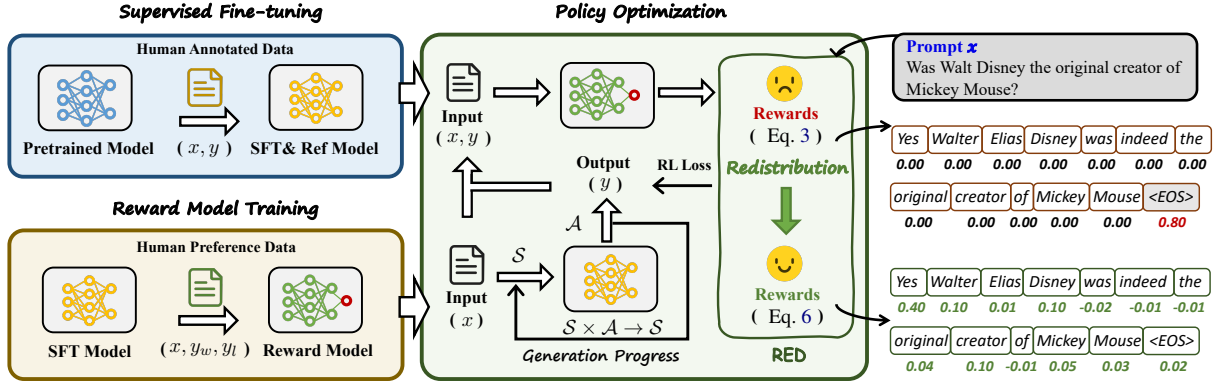 Supervised Fine-tuning
Human Annotated Data
Pretrained Model
(x, y)
SFT& Ref Model
Reward Model Training
Human Preference Data
SFT Model
(x, y_w, y_l)
Reward Model
Policy Optimization
Input
(x, y)
Output
(y)
RL Loss
𝒜
𝒮
Input
(x)
𝒮 × 𝒜 → 𝒮
Generation Progress
Rewards
( Eq. 3 )
Redistribution
Rewards
( Eq. 6 )
RED
Prompt x
Was Walt Disney the original creator of
Mickey Mouse?
Yes Walter Elias Disney was indeed the
0.00 0.00 0.00 0.00 0.00 0.00 0.00
original creator of Mickey Mouse <EOS>
0.00 0.00 0.00 0.00 0.00 0.80
Yes Walter Elias Disney was indeed the
0.40 0.10 0.01 0.10 -0.02 -0.01 -0.01
original creator of Mickey Mouse <EOS>
0.04 0.10 -0.01 0.05 0.03 0.02